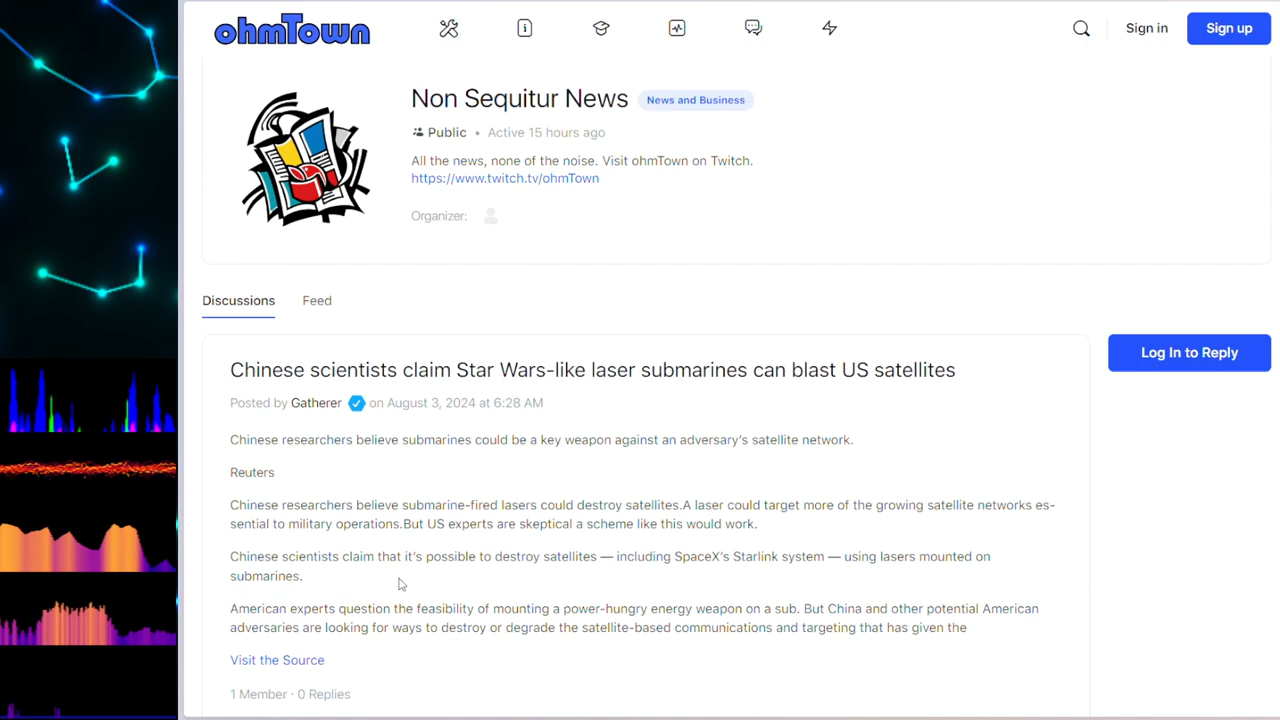 ohmTown
Sign in
Sign up
Non Sequitur News
News and Business
Public • Active 15 hours ago
All the news, none of the noise. Visit ohmTown on Twitch.
https://www.twitch.tv/ohmTown
Organizer:
Discussions
Feed
Chinese scientists claim Star Wars-like laser submarines can blast US satellites
Log In to Reply
Posted by Gatherer on August 3, 2024 at 6:28 AM
Chinese researchers believe submarines could be a key weapon against an adversary’s satellite network.
Reuters
Chinese researchers believe submarine-fired lasers could destroy satellites.A laser could target more of the growing satellite networks es-
sential to military operations.But US experts are skeptical a scheme like this would work.
Chinese scientists claim that it’s possible to destroy satellites — including SpaceX’s Starlink system — using lasers mounted on
submarines.
American experts question the feasibility of mounting a power-hungry energy weapon on a sub. But China and other potential American
adversaries are looking for ways to destroy or degrade the satellite-based communications and targeting that has given the
Visit the Source
1 Member · 0 Replies